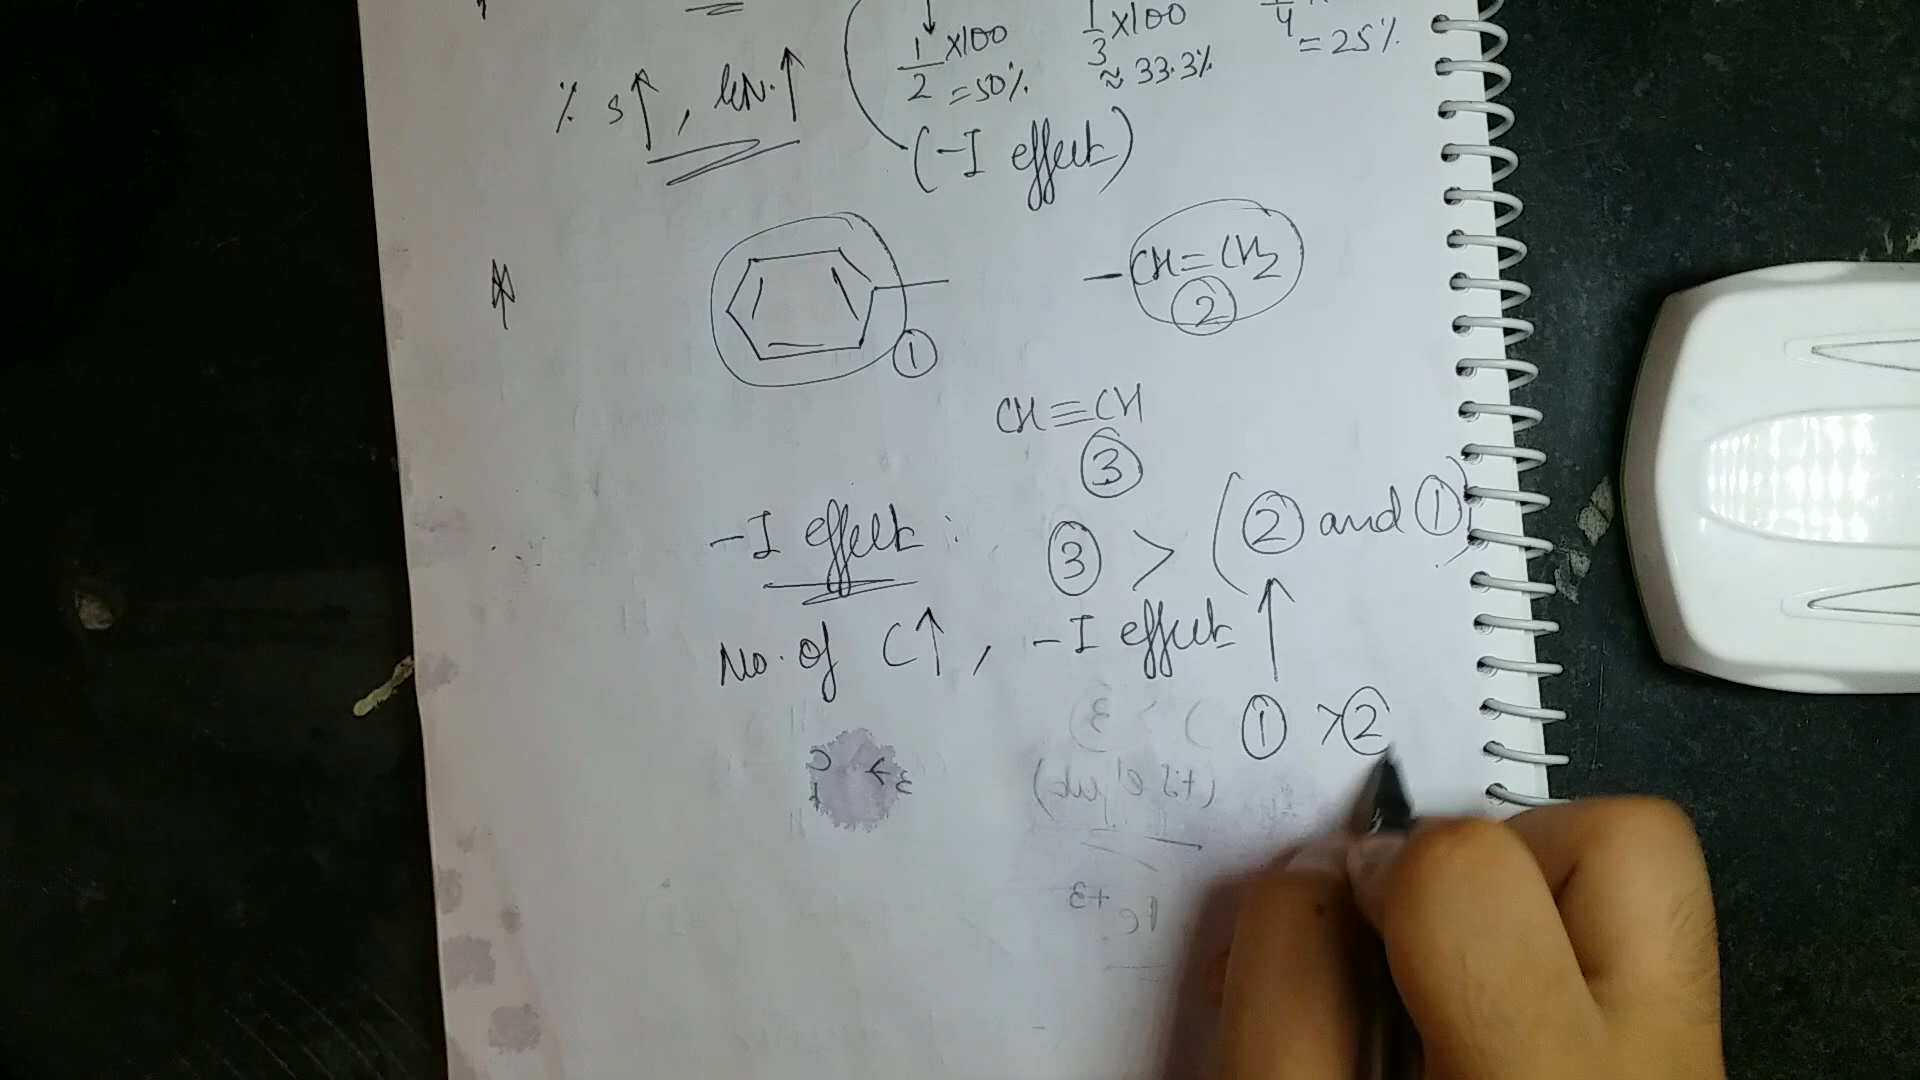 1/2 ×100 = 50%
1/3 ×100 ≈ 33.3%
= 25%
% s↑, EN.↑
(-I effect)
①
-CH=CH2
②
CH≡CH
③
-I effect : ③ > (② and ①)
No. of C↑, -I effect ↑
① > ②